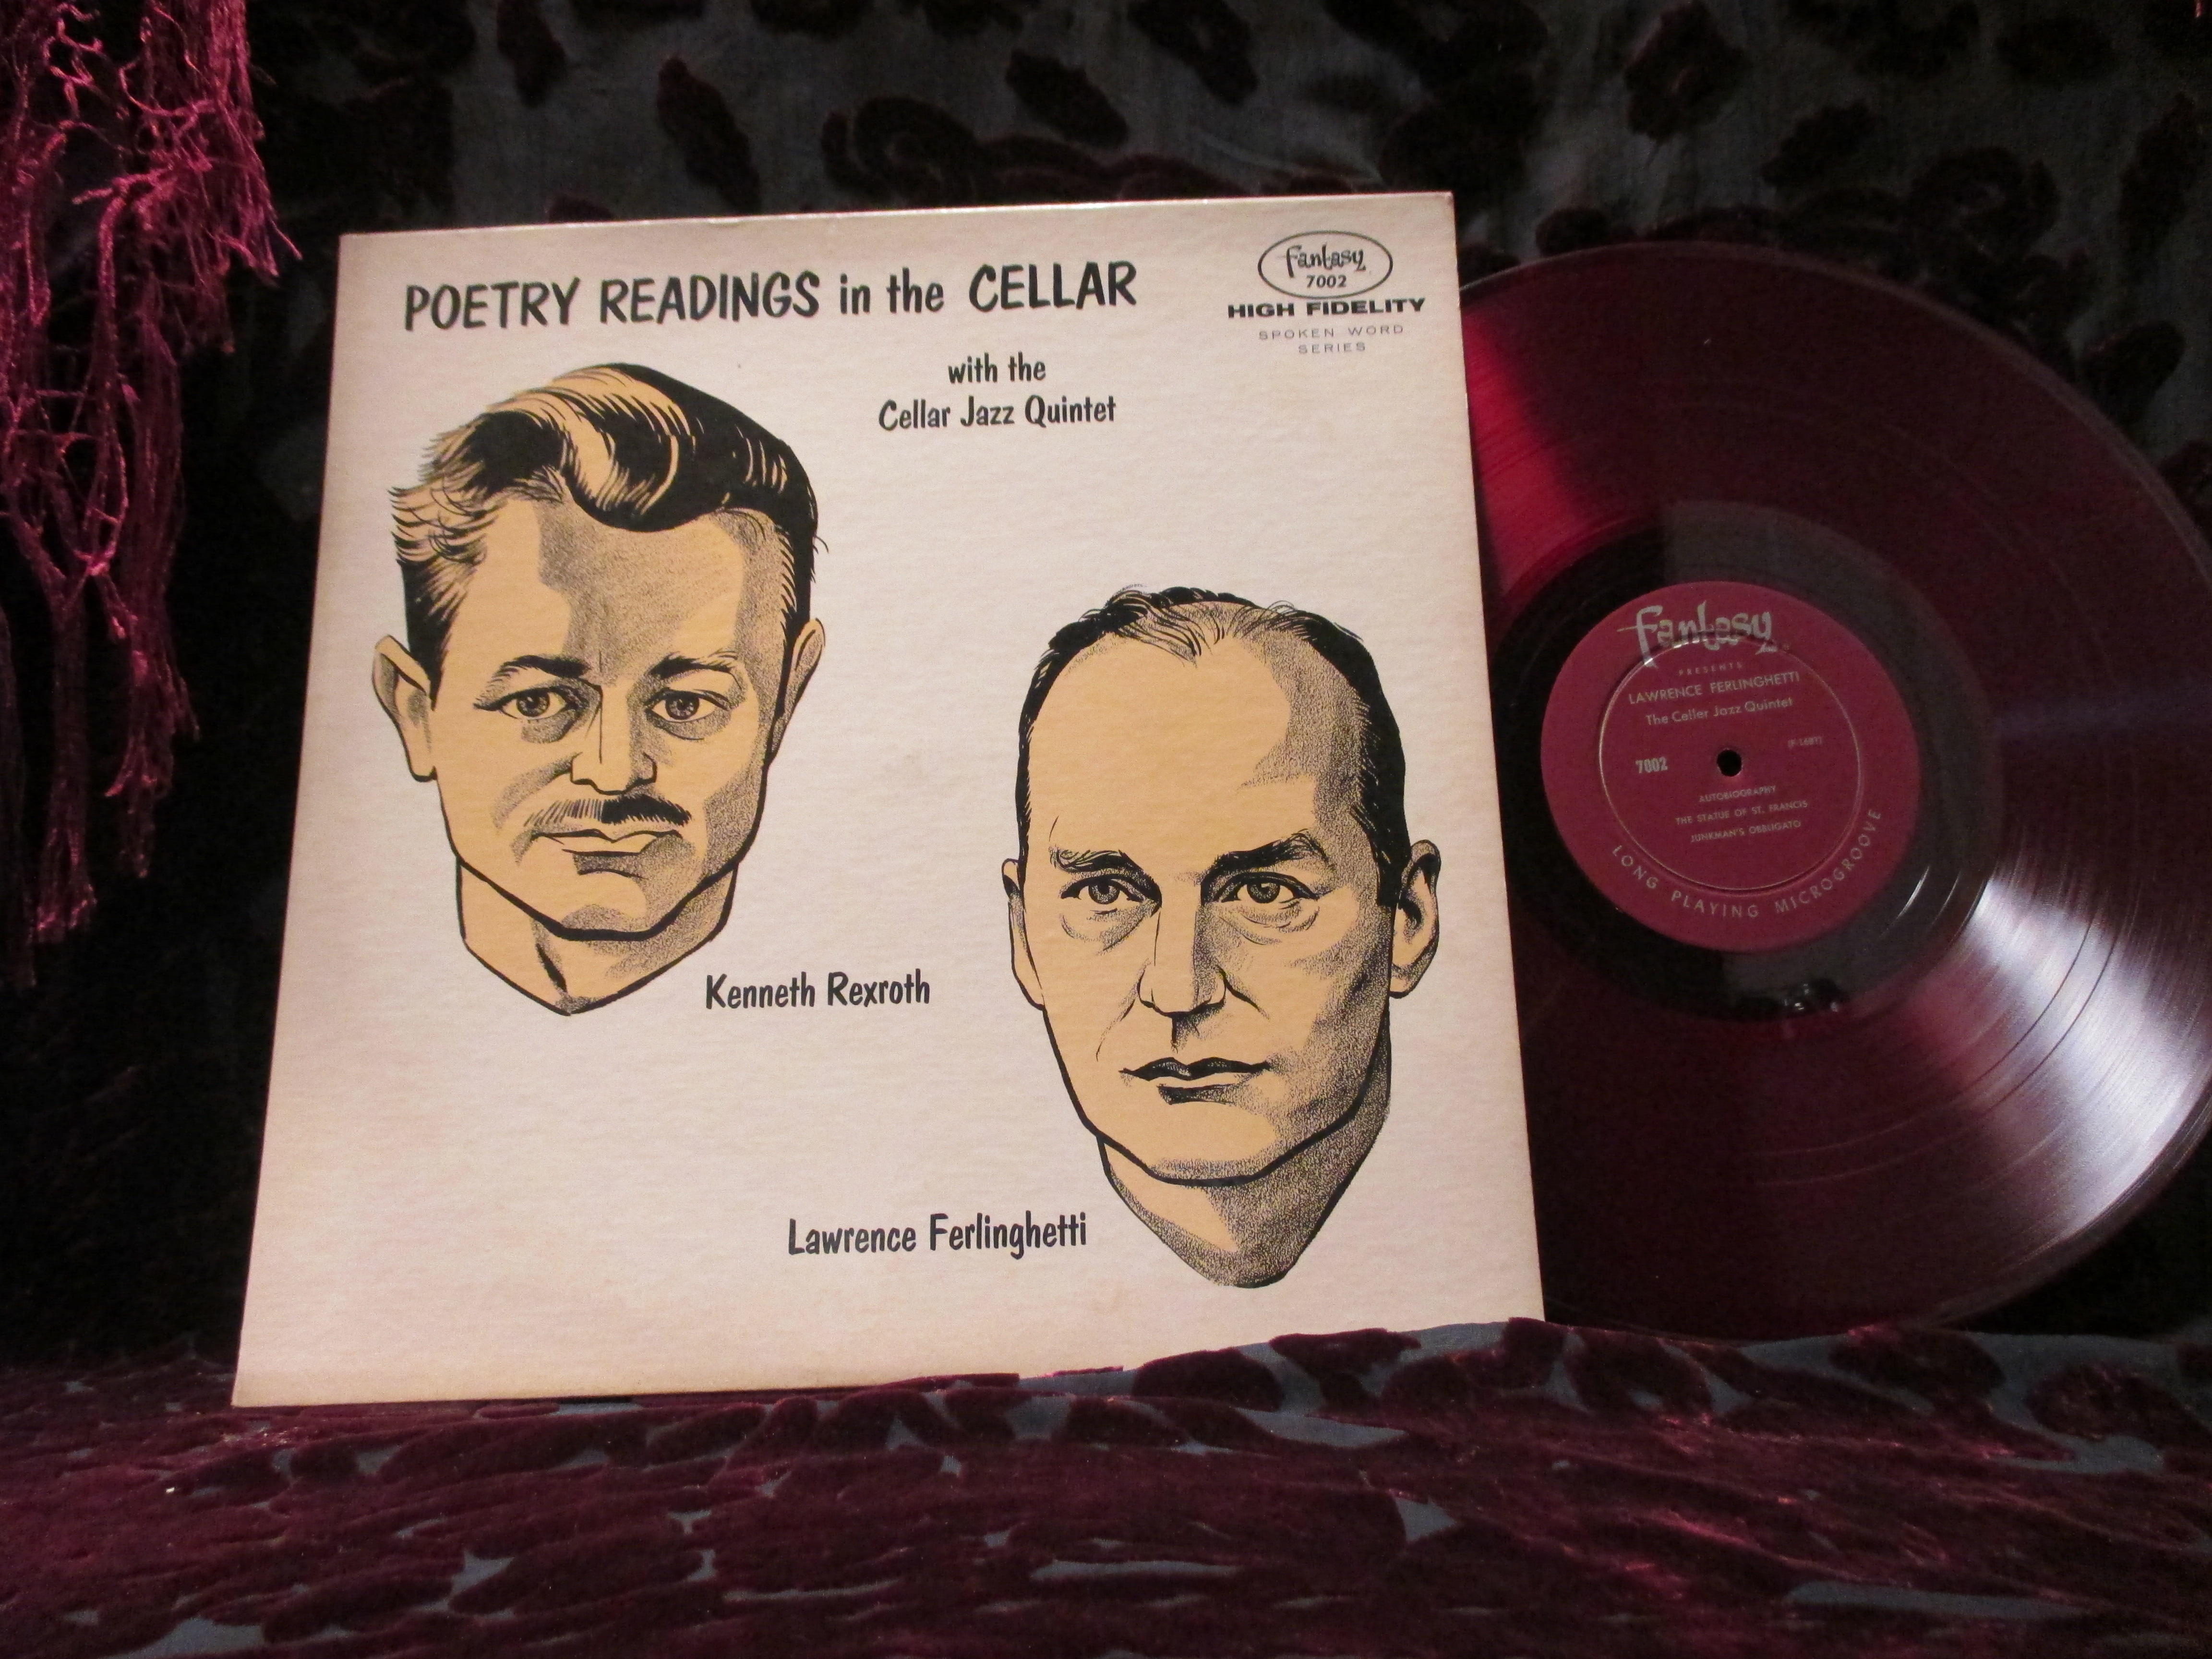 POETRY READINGS in the CELLAR
with the
Cellar Jazz Quintet
Fantasy
7002
HIGH FIDELITY
SPOKEN WORD
SERIES
Kenneth Rexroth
Lawrence Ferlinghetti
Fantasy
PRESENTS
LAWRENCE FERLINGHETTI
The Celler Jazz Quintet
7002
AUTOBIOGRAPHY
THE STATUE OF ST. FRANCIS
JUNKMAN'S OBBLIGATO
LONG PLAYING MICROGROOVE